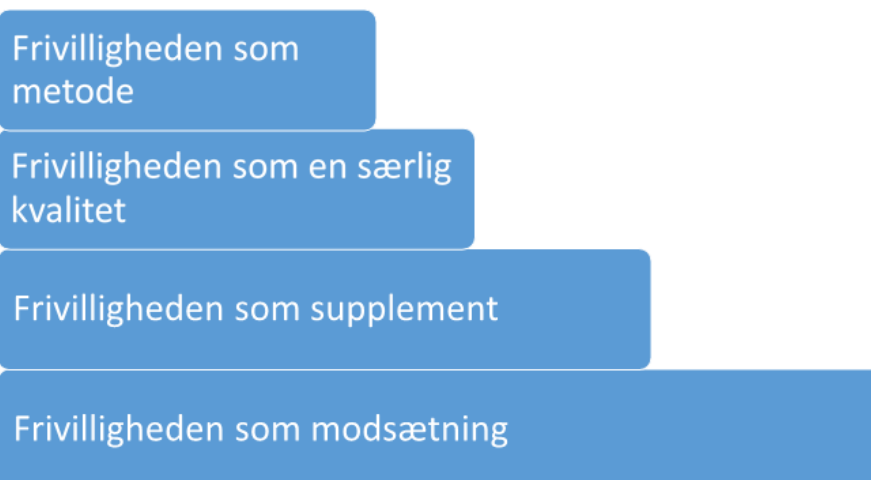 Frivilligheden som
metode
Frivilligheden som en særlig
kvalitet
Frivilligheden som supplement
Frivilligheden som modsætning